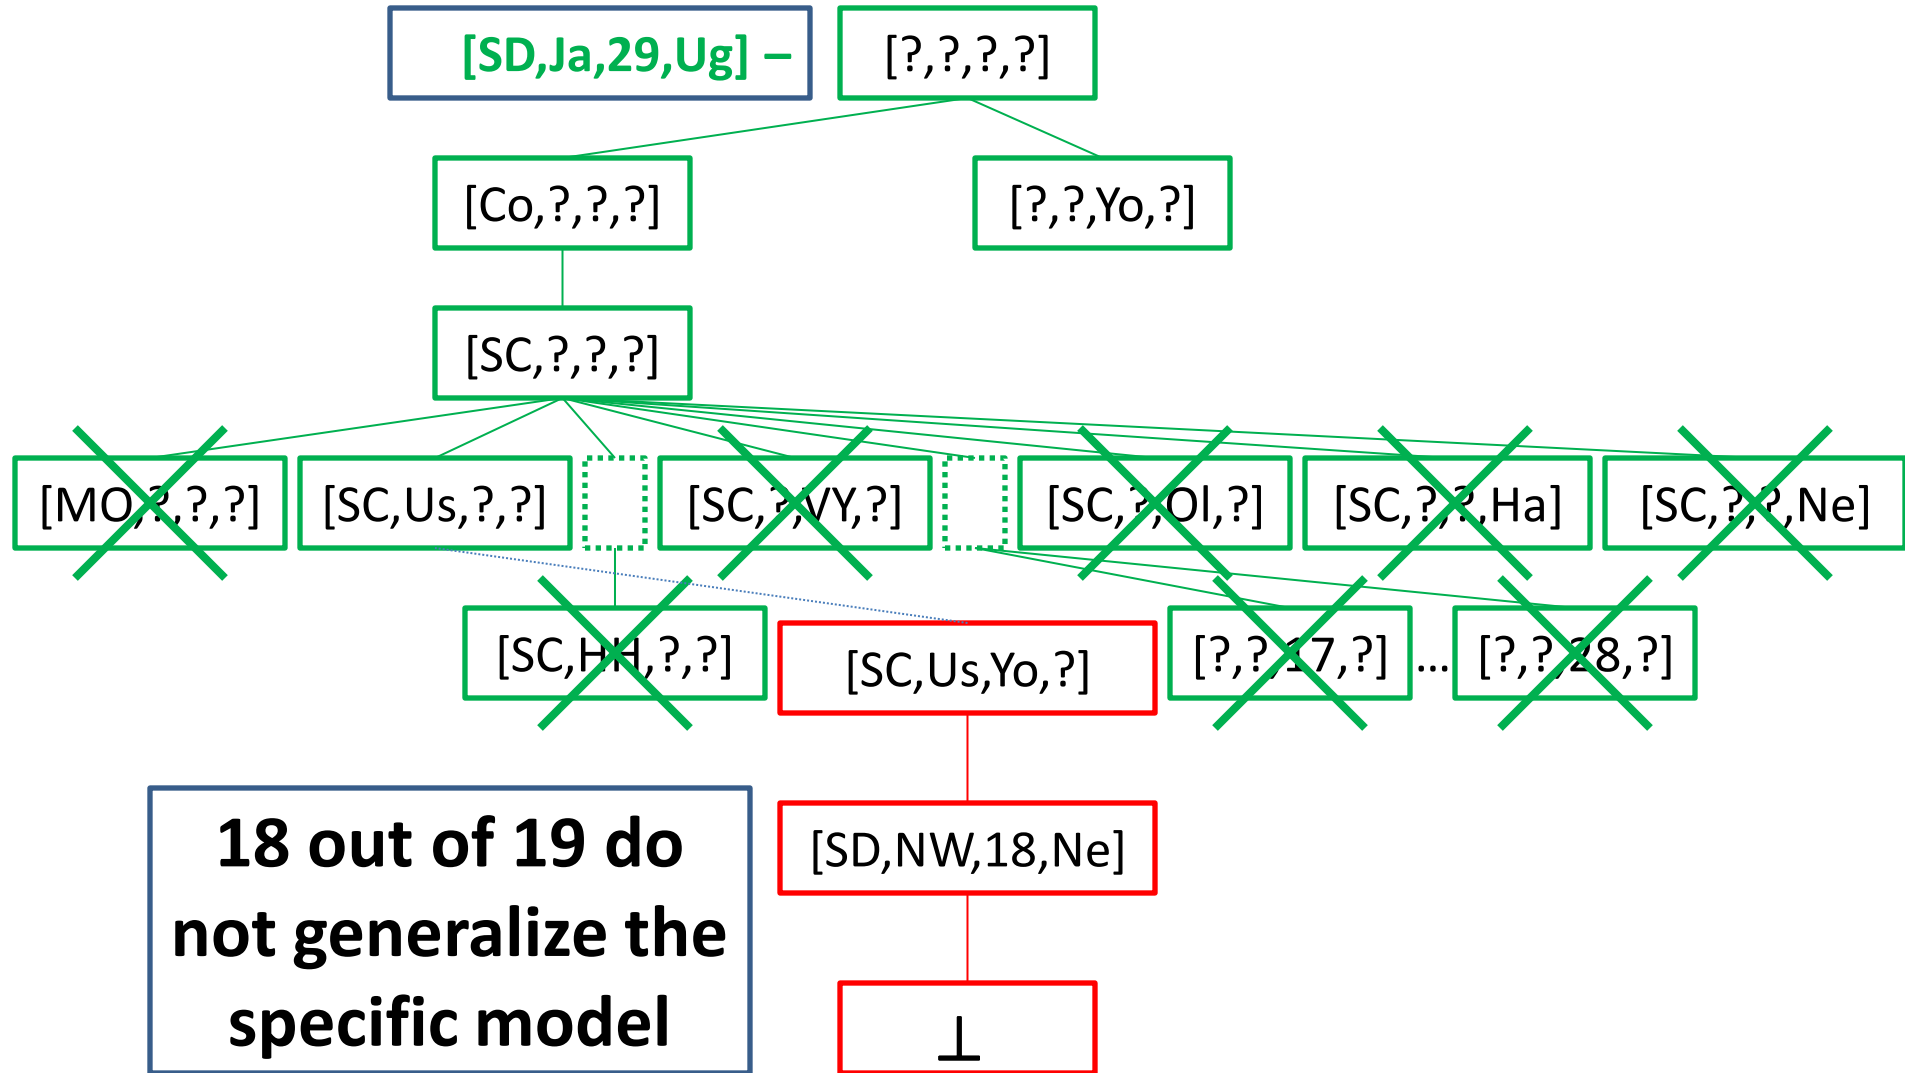 [SD,Ja,29,Ug] –
[?,?,?,?]
[Co,?,?,?]
[?,?,Yo,?]
[SC,?,?,?]
[MO,?,?,?]
[SC,Us,?,?]
[SC,?,VY,?]
[SC,?,Ol,?]
[SC,?,?,Ha]
[SC,?,?,Ne]
[SC,HH,?,?]
[SC,Us,Yo,?]
[?,?,17,?]
...
[?,?,28,?]
18 out of 19 do
not generalize the
specific model
[SD,NW,18,Ne]
⊥